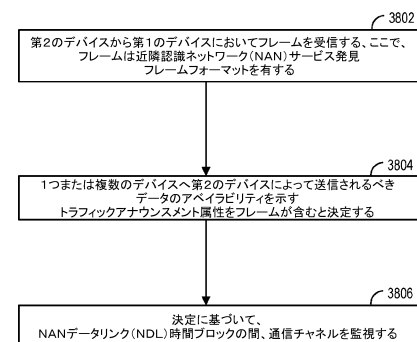 3802
第2のデバイスから第1のデバイスにおいてフレームを受信する、ここで、
フレームは近隣認識ネットワーク(NAN)サービス発見
フレームフォーマットを有する
3804
1つまたは複数のデバイスへ第2のデバイスによって送信されるべき
データのアベイラビリティを示す
トラフィックアナウンスメント属性をフレームが含むと決定する
3806
決定に基づいて、
NANデータリンク(NDL)時間ブロックの間、通信チャネルを監視する